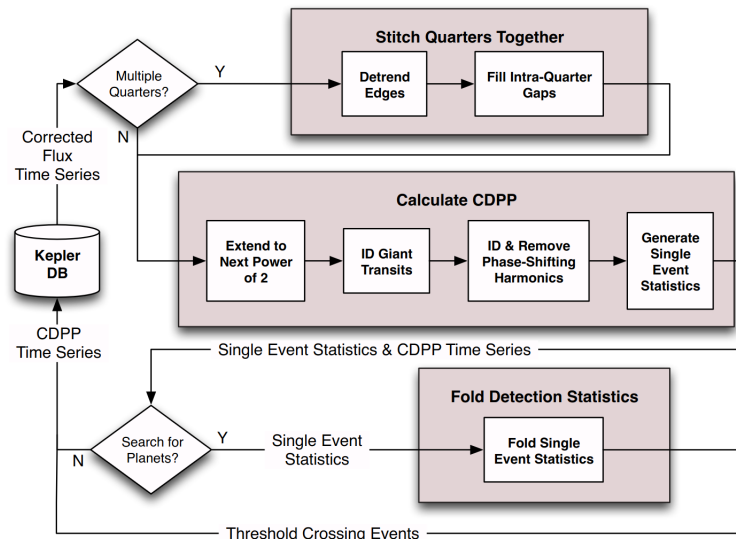 Stitch Quarters Together
Multiple
Quarters?
Y
Detrend
Edges
Fill Intra-Quarter
Gaps
N
Corrected
Flux
Time Series
Calculate CDPP
Extend to
Next Power
of 2
ID Giant
Transits
ID & Remove
Phase-Shifting
Harmonics
Generate
Single
Event
Statistics
Kepler
DB
CDPP
Time Series
Single Event Statistics & CDPP Time Series
Fold Detection Statistics
Search for
Planets?
Y
N
Single Event
Statistics
Fold Single
Event Statistics
Threshold Crossing Events